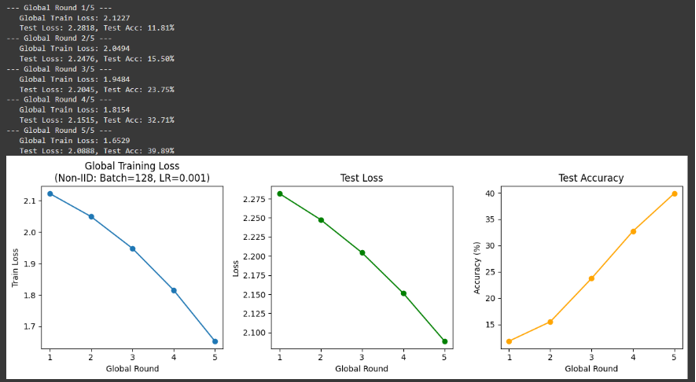 --- Global Round 1/5 ---
Global Train Loss: 2.1227
Test Loss: 2.2818, Test Acc: 11.81%
--- Global Round 2/5 ---
Global Train Loss: 2.0494
Test Loss: 2.2476, Test Acc: 15.50%
--- Global Round 3/5 ---
Global Train Loss: 1.9484
Test Loss: 2.2045, Test Acc: 23.75%
--- Global Round 4/5 ---
Global Train Loss: 1.8154
Test Loss: 2.1515, Test Acc: 32.71%
--- Global Round 5/5 ---
Global Train Loss: 1.6529
Test Loss: 2.0888, Test Acc: 39.89%
Global Training Loss
(Non-IID: Batch=128, LR=0.001)
Train Loss
2.1
2.0
1.9
1.8
1.7
1 2 3 4 5
Global Round
Test Loss
Loss
2.275
2.250
2.225
2.200
2.175
2.150
2.125
2.100
1 2 3 4 5
Global Round
Test Accuracy
Accuracy (%)
40
35
30
25
20
15
1 2 3 4 5
Global Round